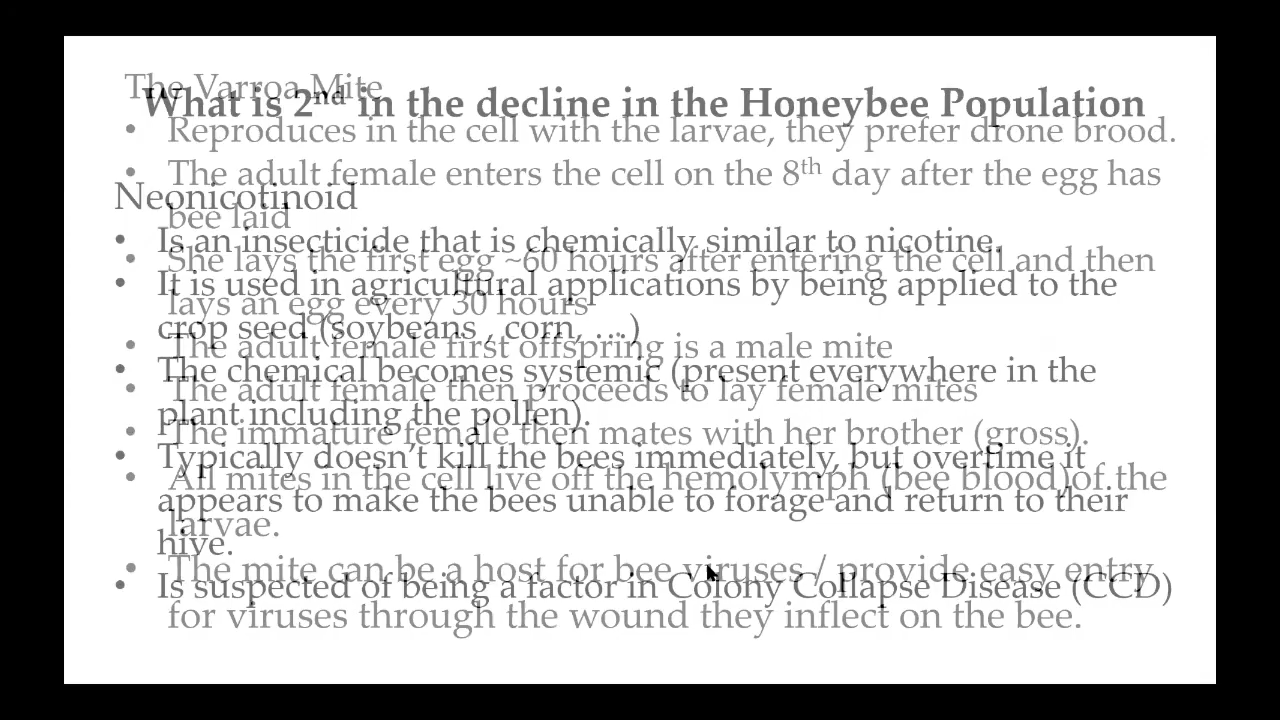 The Varroa Mite
• Reproduces in the cell with the larvae, they prefer drone brood.
• The adult female enters the cell on the 8th day after the egg has
bee laid
• She lays the first egg ~60 hours after entering the cell and then
lays an egg every 30 hours
• The adult female first offspring is a male mite
• The adult female then proceeds to lay female mites
• The immature female then mates with her brother (gross).
• All mites in the cell live off the hemolymph (bee blood)of the
larvae.
• The mite can be a host for bee viruses / provide easy entry
for viruses through the wound they inflect on the bee.
What is 2nd in the decline in the Honeybee Population
Neonicotinoid
• Is an insecticide that is chemically similar to nicotine.
• It is used in agricultural applications by being applied to the
crop seed (soybeans , corn, …)
• The chemical becomes systemic (present everywhere in the
plant including the pollen).
• Typically doesn't kill the bees immediately, but overtime it
appears to make the bees unable to forage and return to their
hive.
• Is suspected of being a factor in Colony Collapse Disease (CCD)